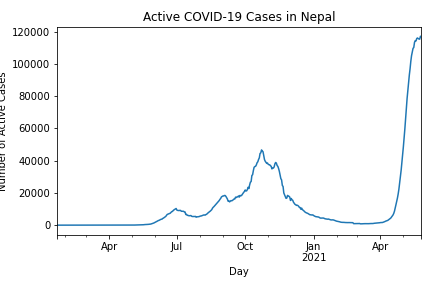 Active COVID-19 Cases in Nepal
120000
100000
80000
60000
40000
20000
0
Number of Active Cases
Apr Jul Oct Jan Apr
2021
Day